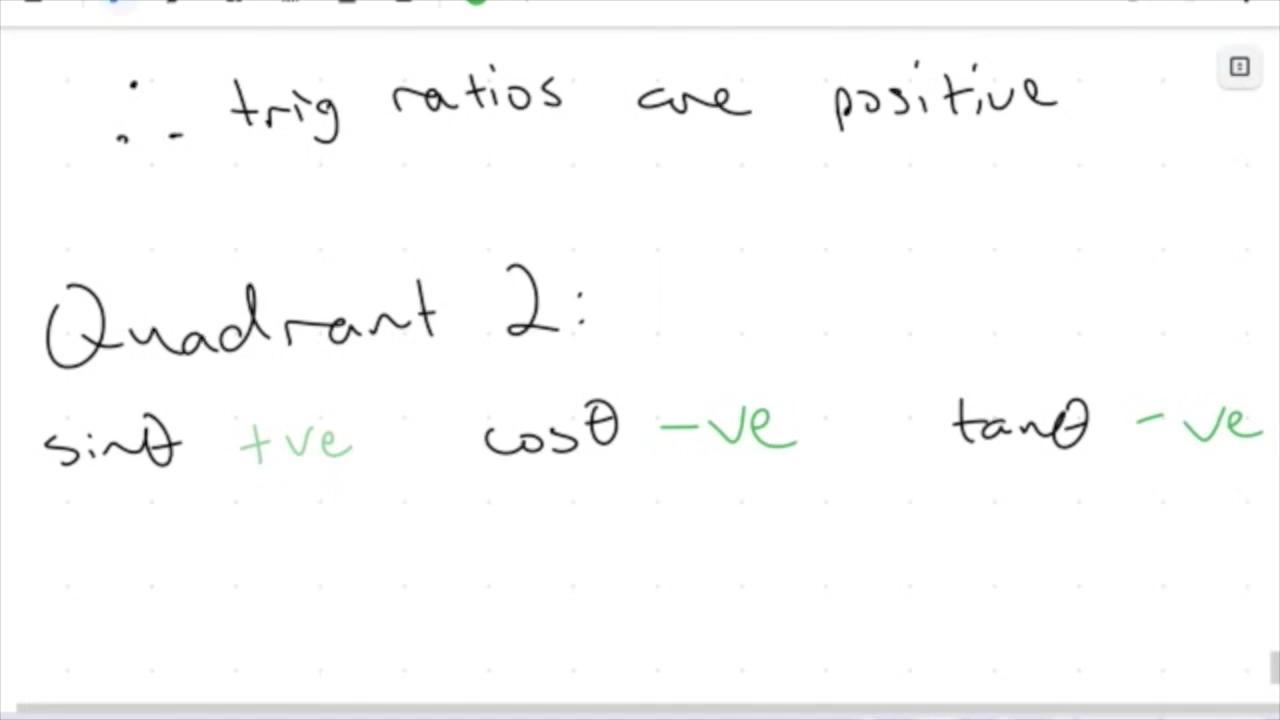 ∴ trig ratios are positive
Quadrant 2:
sinθ +ve cosθ -ve tanθ -ve